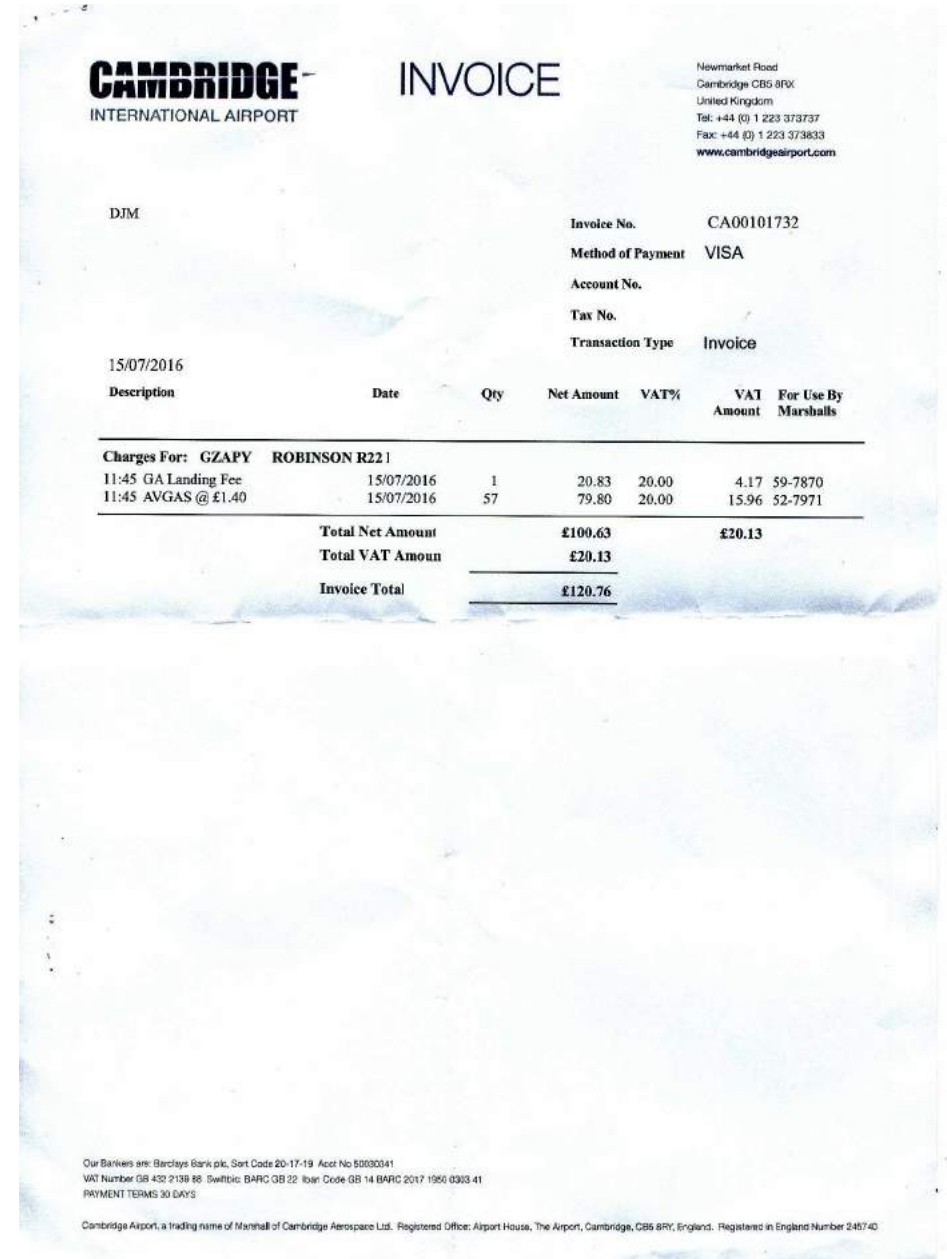 CAMBRIDGE
INTERNATIONAL AIRPORT
INVOICE
Newmarket Road
Cambridge CB5 8RX
United Kingdom
Tel: +44 (0) 1 223 373737
Fax: +44 (0) 1 223 373833
www.cambridgeairport.com
DJM
Invoice No. CA00101732
Method of Payment VISA
Account No.
Tax No.
Transaction Type Invoice
15/07/2016
Description Date Qty Net Amount VAT% VAT Amount For Use By Marshalls
Charges For: GZAPY ROBINSON R22
11:45 GA Landing Fee 15/07/2016 1 20.83 20.00 4.17 59-7870
11:45 AVGAS @ £1.40 15/07/2016 57 79.80 20.00 15.96 52-7971
Total Net Amount £100.63 £20.13
Total VAT Amoun £20.13
Invoice Total £120.76
Our Bankers are: Barclays Bank plc, Sort Code 20-17-19 Acct No 50030341
VAT Number GB 432 2139 88 Swiftbic: BARC GB 22 Iban Code GB 14 BARC 2017 1950 0303 41
PAYMENT TERMS 30 DAYS
Cambridge Airport, a trading name of Marshall of Cambridge Aerospace Ltd. Registered Office: Airport House, The Airport, Cambridge, CB5 8RY, England. Registered in England Number 245740